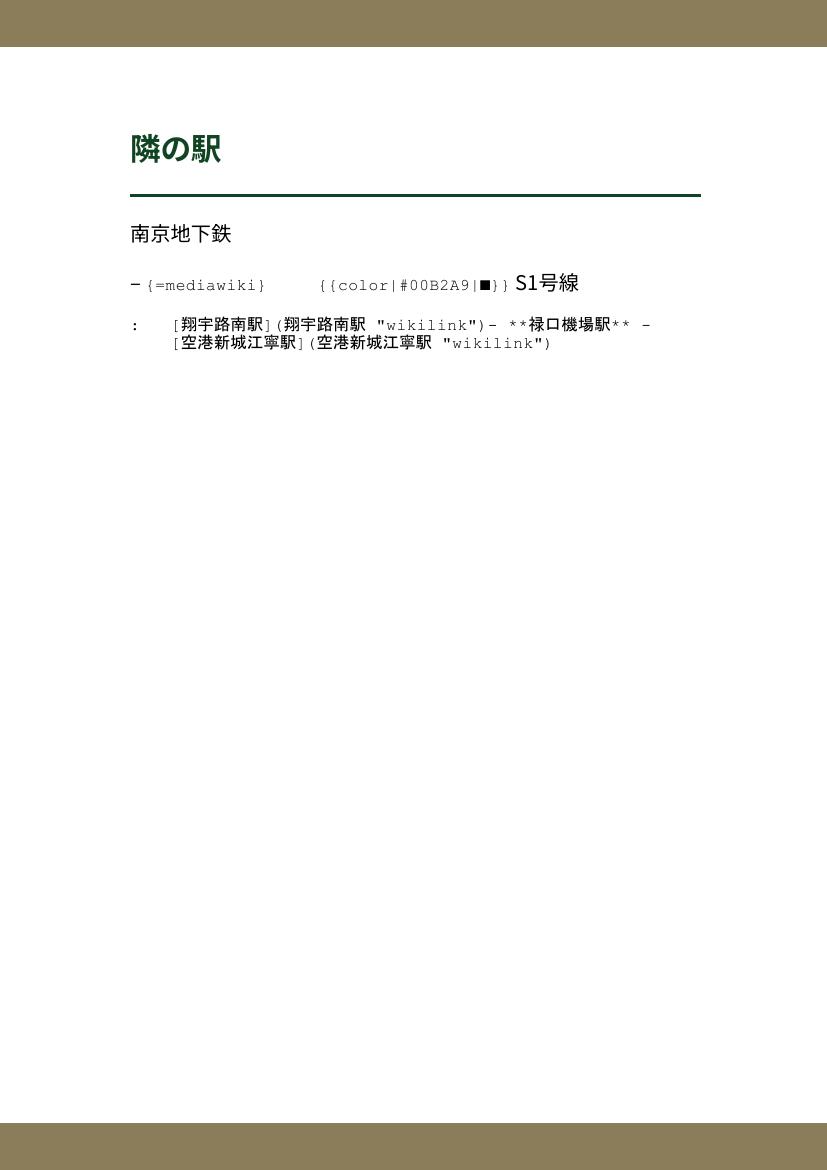 隣の駅
南京地下鉄
– {=mediawiki} {{color|#00B2A9|■}} S1号線
: [翔宇路南駅](翔宇路南駅 "wikilink")- **禄口機場駅** -
[空港新城江寧駅](空港新城江寧駅 "wikilink")